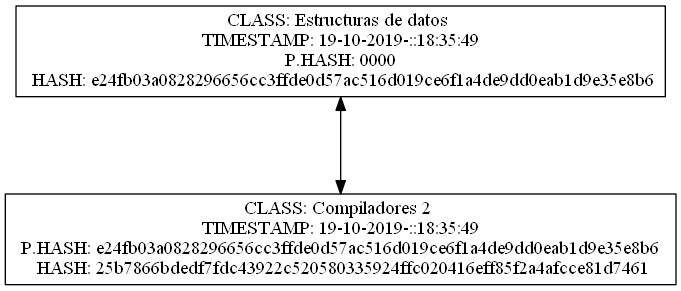 CLASS: Estructuras de datos
TIMESTAMP: 19-10-2019-::18:35:49
P.HASH: 0000
HASH: e24fb03a0828296656cc3ffde0d57ac516d019ce6f1a4de9dd0eab1d9e35e8b6
CLASS: Compiladores 2
TIMESTAMP: 19-10-2019-::18:35:49
P.HASH: e24fb03a0828296656cc3ffde0d57ac516d019ce6f1a4de9dd0eab1d9e35e8b6
HASH: 25b7866bdedf7fdc43922c520580335924ffc020416eff85f2a4afcce81d7461